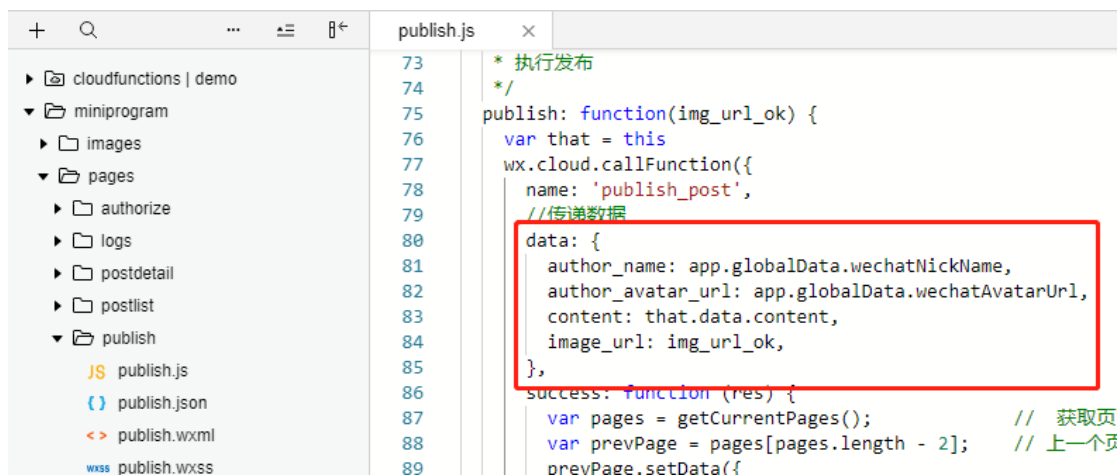 publish.js
cloudfunctions | demo
miniprogram
images
pages
authorize
logs
postdetail
postlist
publish
JS publish.js
{ } publish.json
< > publish.wxml
wxss publish.wxss
73 * 执行发布
74 */
75 publish: function(img_url_ok) {
76 var that = this
77 wx.cloud.callFunction({
78 name: 'publish_post',
79 //传递数据
80 data: {
81 author_name: app.globalData.wechatNickName,
82 author_avatar_url: app.globalData.wechatAvatarUrl,
83 content: that.data.content,
84 image_url: img_url_ok,
85 },
86 success: function (res) {
87 var pages = getCurrentPages(); // 获取页
88 var prevPage = pages[pages.length - 2]; // 上一个页
89 prevPage.setData({